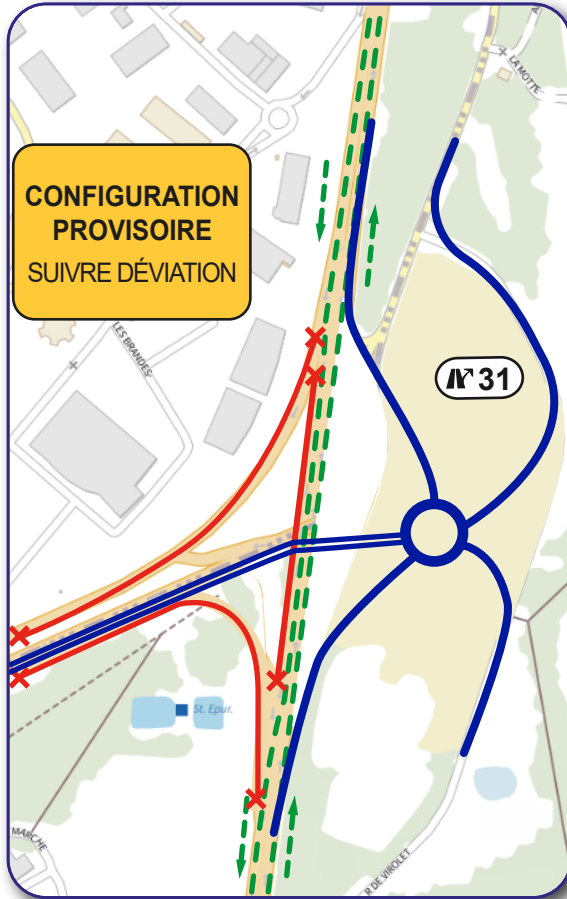 LA MOTTE
CONFIGURATION
PROVISOIRE
SUIVRE DÉVIATION
LES BRANDES
31
St. Epur.
MARCHE
R DE VIROLET